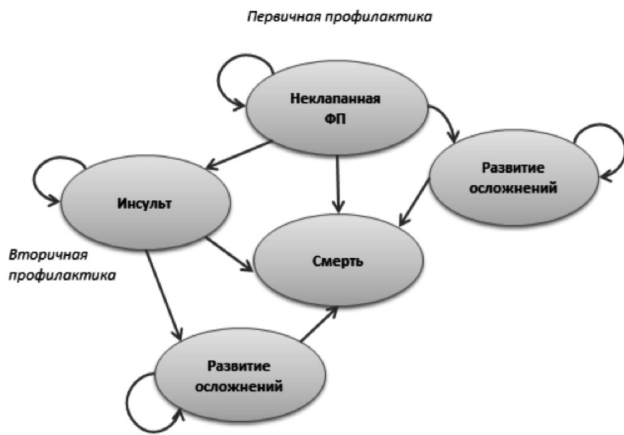 Первичная профилактика
Неклапанная
ФП
Развитие
осложнений
Инсульт
Вторичная
профилактика
Смерть
Развитие
осложнений